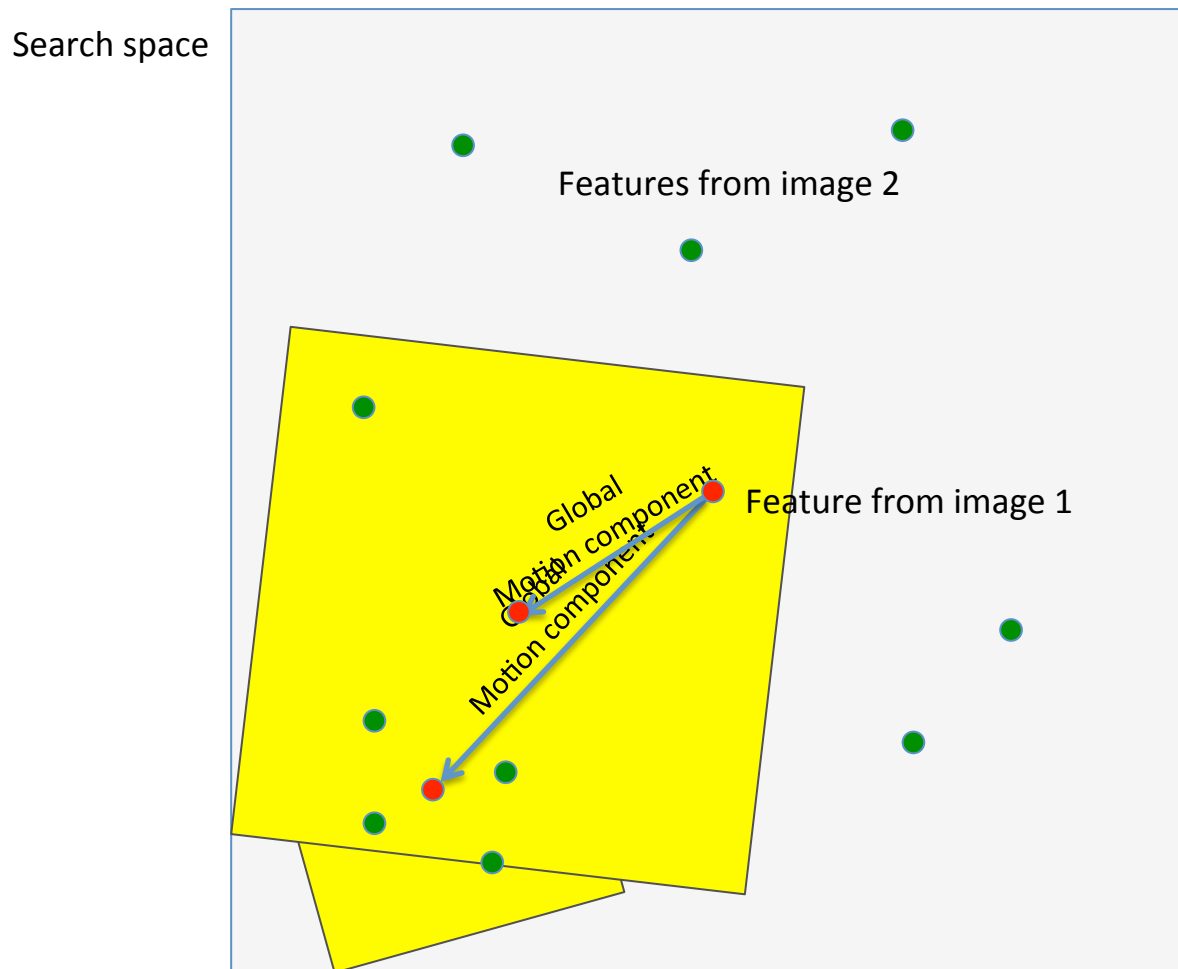 Search space
Features from image 2
Feature from image 1
Global
Motion component
Global
Motion component